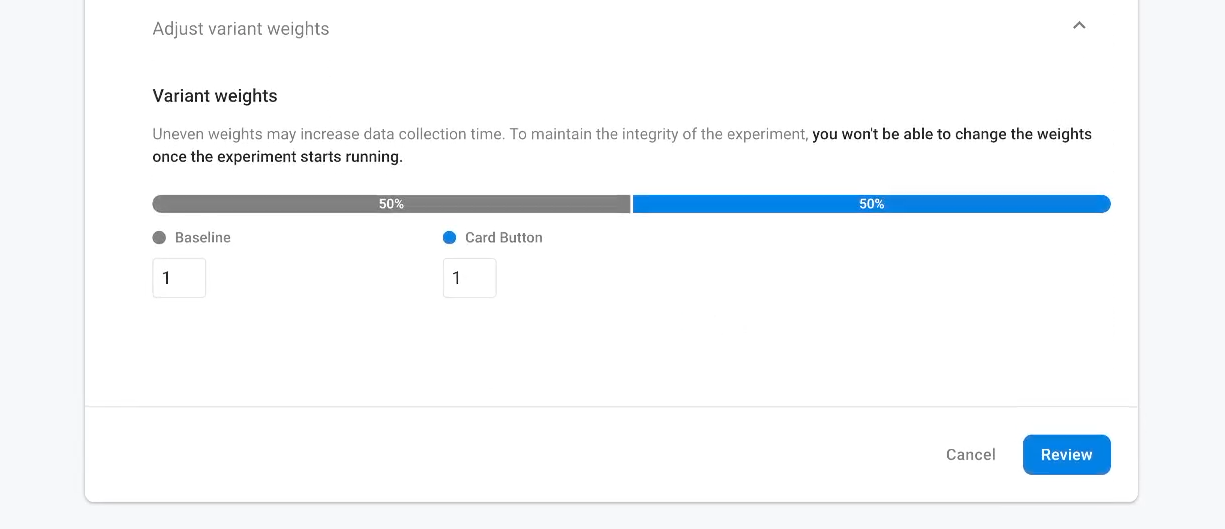 Adjust variant weights
Variant weights
Uneven weights may increase data collection time. To maintain the integrity of the experiment, you won't be able to change the weights
once the experiment starts running.
50% 50%
Baseline Card Button
1 1
Cancel Review